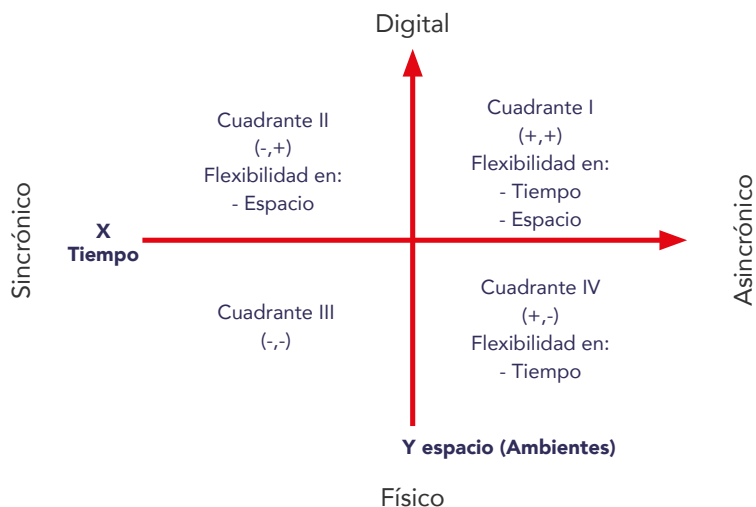 Digital
Cuadrante II
(-,+)
Flexibilidad en:
- Espacio
Cuadrante I
(+,+)
Flexibilidad en:
- Tiempo
- Espacio
Sincrónico
X
Tiempo
Asincrónico
Cuadrante III
(-,-)
Cuadrante IV
(+,-)
Flexibilidad en:
- Tiempo
Y espacio (Ambientes)
Físico